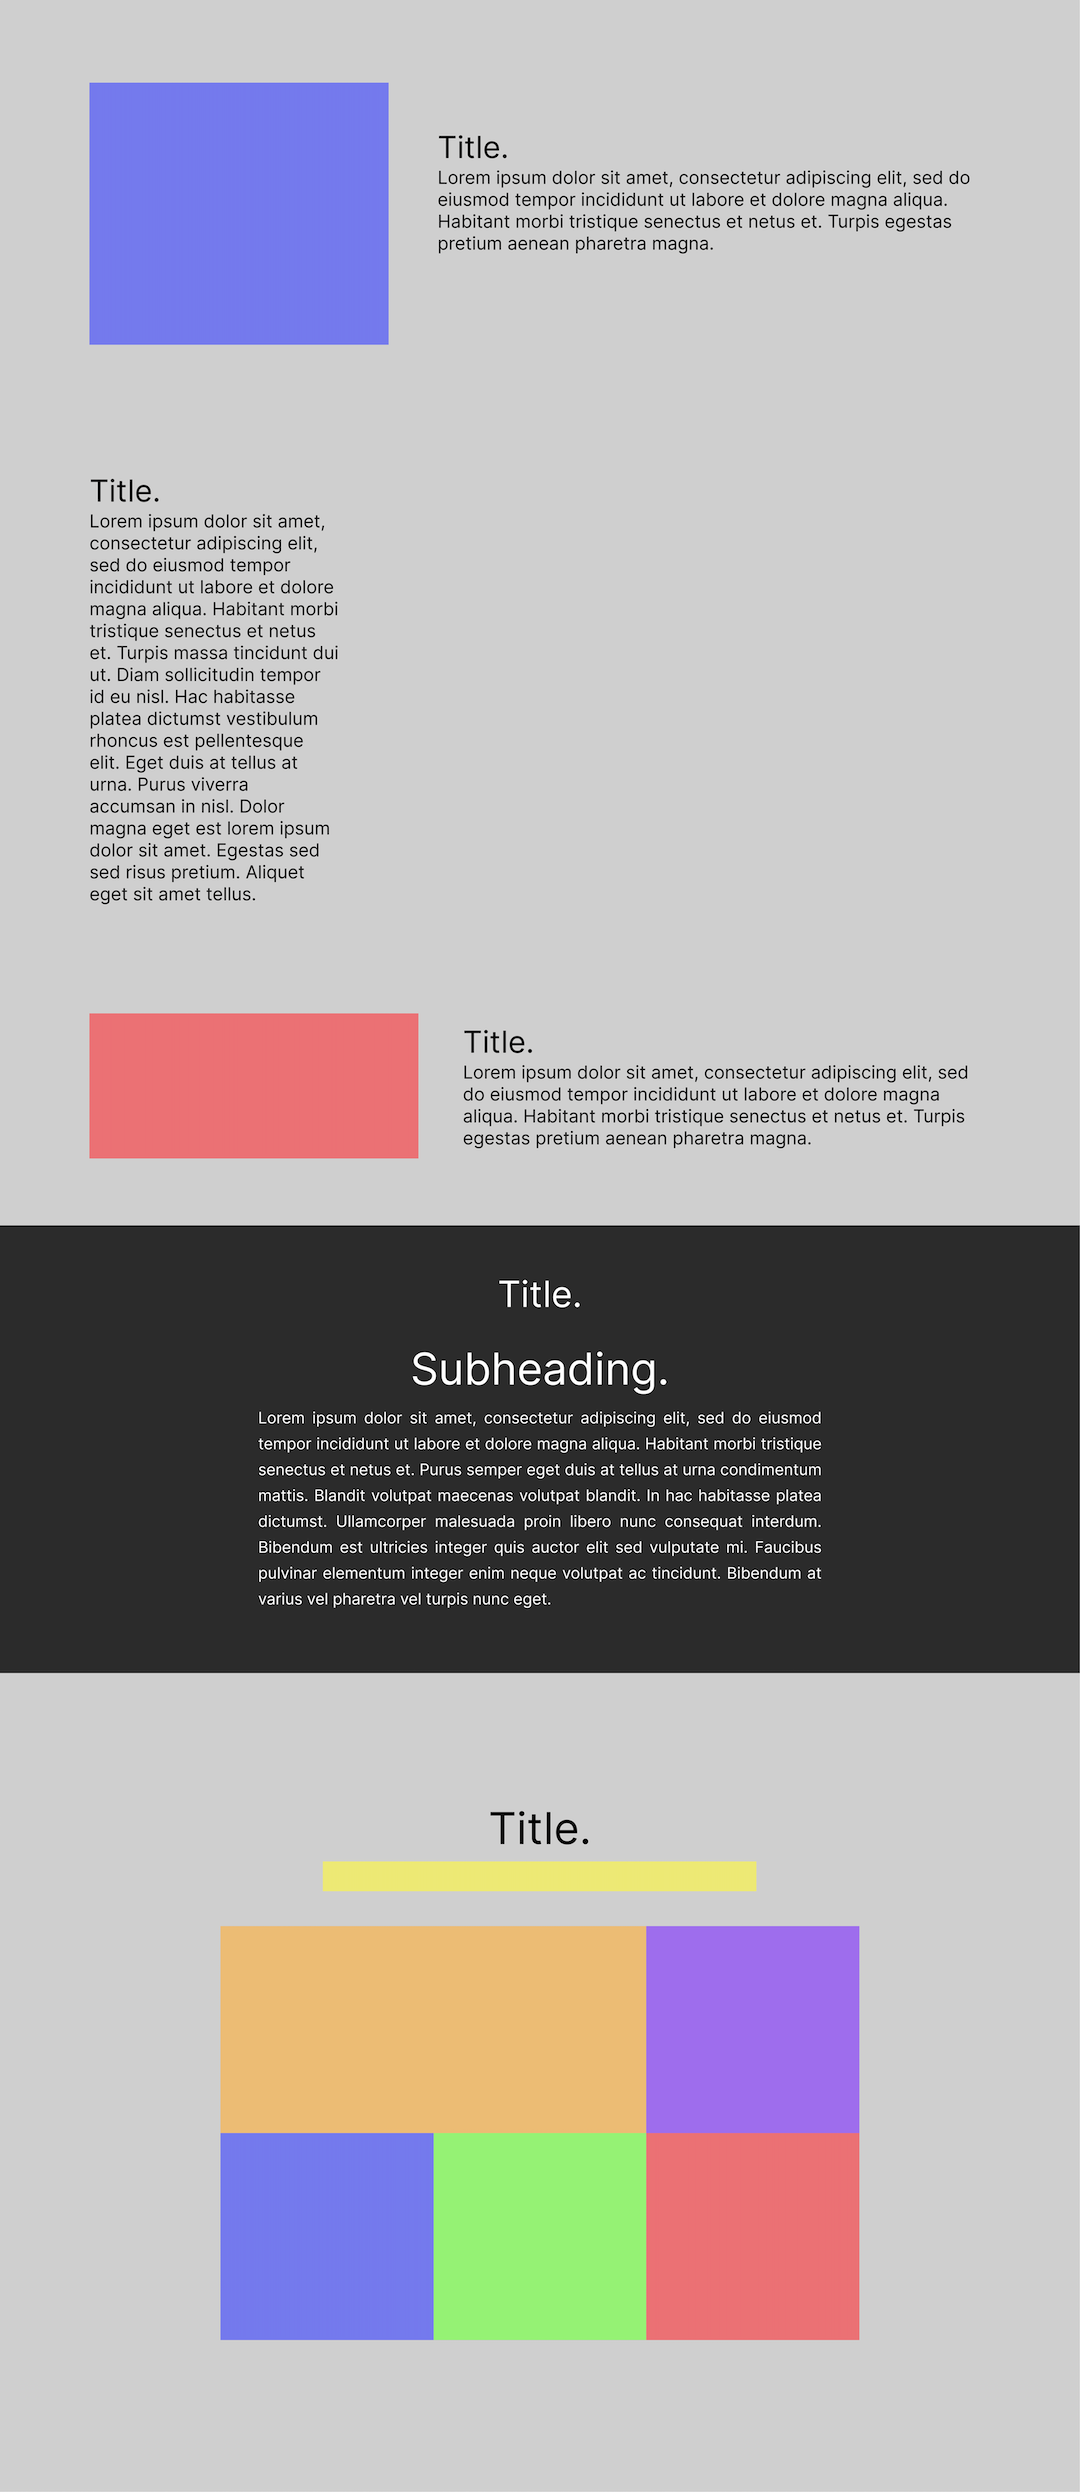 Title.
Lorem ipsum dolor sit amet, consectetur adipiscing elit, sed do
eiusmod tempor incididunt ut labore et dolore magna aliqua.
Habitant morbi tristique senectus et netus et. Turpis egestas
pretium aenean pharetra magna.
Title.
Lorem ipsum dolor sit amet,
consectetur adipiscing elit,
sed do eiusmod tempor
incididunt ut labore et dolore
magna aliqua. Habitant morbi
tristique senectus et netus
et. Turpis massa tincidunt dui
ut. Diam sollicitudin tempor
id eu nisl. Hac habitasse
platea dictumst vestibulum
rhoncus est pellentesque
elit. Eget duis at tellus at
urna. Purus viverra
accumsan in nisl. Dolor
magna eget est lorem ipsum
dolor sit amet. Egestas sed
sed risus pretium. Aliquet
eget sit amet tellus.
Title.
Lorem ipsum dolor sit amet, consectetur adipiscing elit, sed
do eiusmod tempor incididunt ut labore et dolore magna
aliqua. Habitant morbi tristique senectus et netus et. Turpis
egestas pretium aenean pharetra magna.
Title.
Subheading.
Lorem ipsum dolor sit amet, consectetur adipiscing elit, sed do eiusmod
tempor incididunt ut labore et dolore magna aliqua. Habitant morbi tristique
senectus et netus et. Purus semper eget duis at tellus at urna condimentum
mattis. Blandit volutpat maecenas volutpat blandit. In hac habitasse platea
dictumst. Ullamcorper malesuada proin libero nunc consequat interdum.
Bibendum est ultricies integer quis auctor elit sed vulputate mi. Faucibus
pulvinar elementum integer enim neque volutpat ac tincidunt. Bibendum at
varius vel pharetra vel turpis nunc eget.
Title.